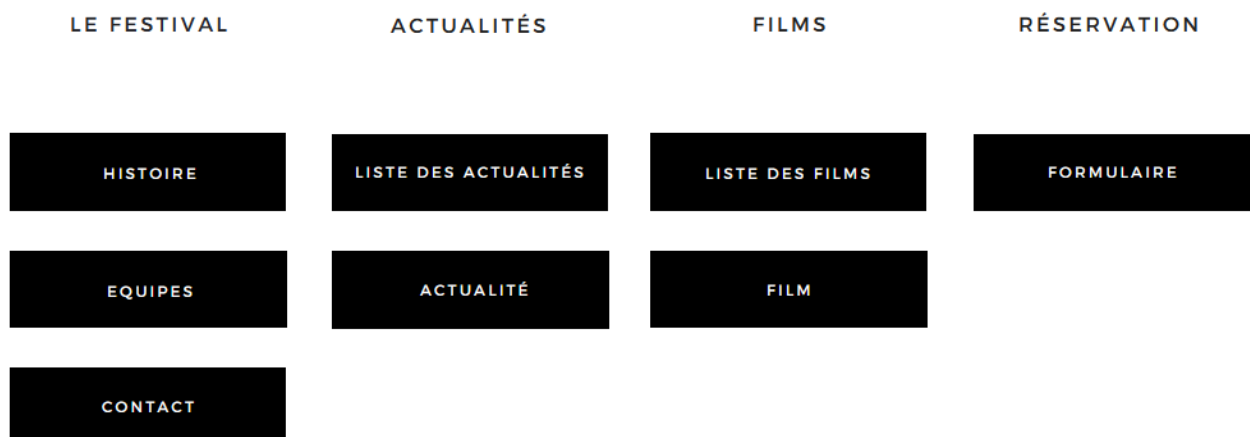 LE FESTIVAL
ACTUALITÉS
FILMS
RÉSERVATION
HISTOIRE
LISTE DES ACTUALITÉS
LISTE DES FILMS
FORMULAIRE
EQUIPES
ACTUALITÉ
FILM
CONTACT